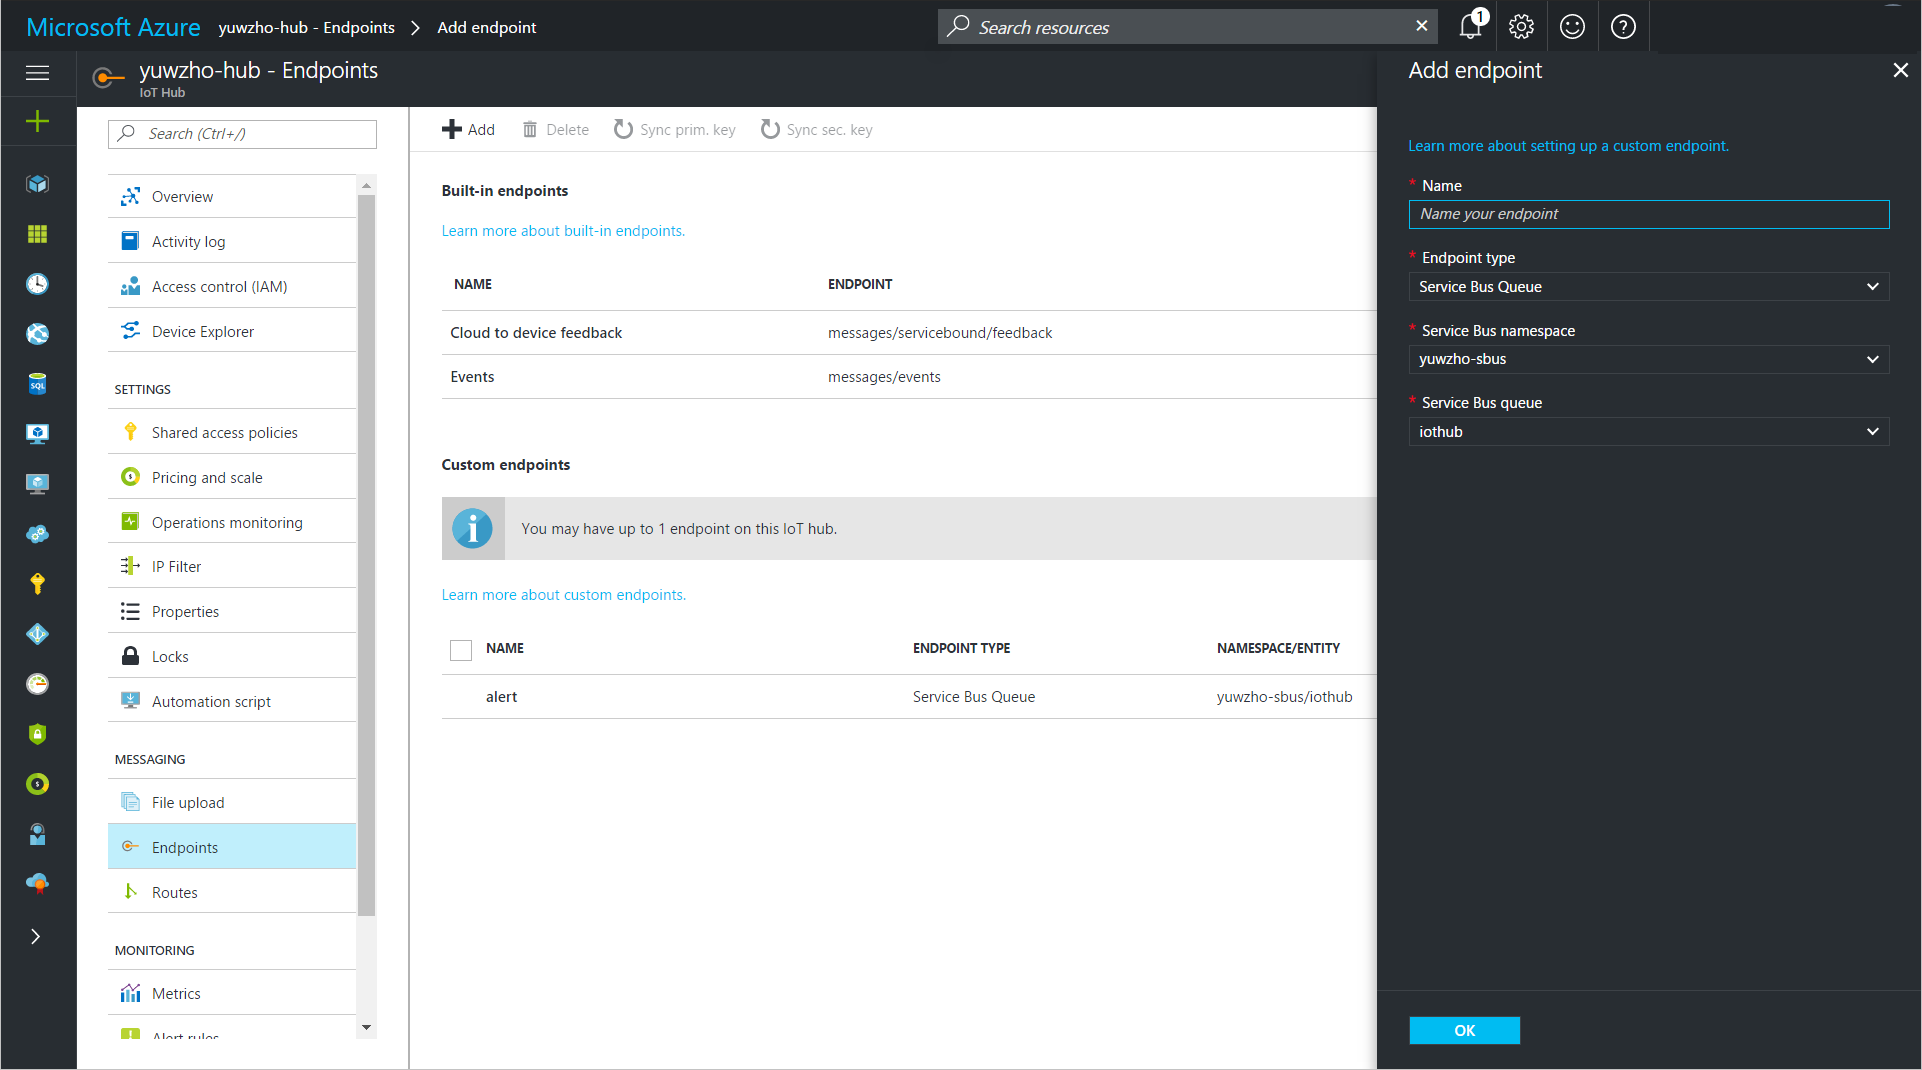 Microsoft Azure yuwzho-hub - Endpoints > Add endpoint
Search resources
1
yuwzho-hub - Endpoints
IoT Hub
Search (Ctrl+/)
Overview
Activity log
Access control (IAM)
Device Explorer
SETTINGS
Shared access policies
Pricing and scale
Operations monitoring
IP Filter
Properties
Locks
Automation script
MESSAGING
File upload
Endpoints
Routes
MONITORING
Metrics
Alert rules
SQL
Add Delete Sync prim. key Sync sec. key
Built-in endpoints
Learn more about built-in endpoints.
NAME ENDPOINT
Cloud to device feedback messages/servicebound/feedback
Events messages/events
Custom endpoints
You may have up to 1 endpoint on this IoT hub.
Learn more about custom endpoints.
NAME ENDPOINT TYPE NAMESPACE/ENTITY
alert Service Bus Queue yuwzho-sbus/iothub
Add endpoint
Learn more about setting up a custom endpoint.
* Name
Name your endpoint
* Endpoint type
Service Bus Queue
* Service Bus namespace
yuwzho-sbus
* Service Bus queue
iothub
OK